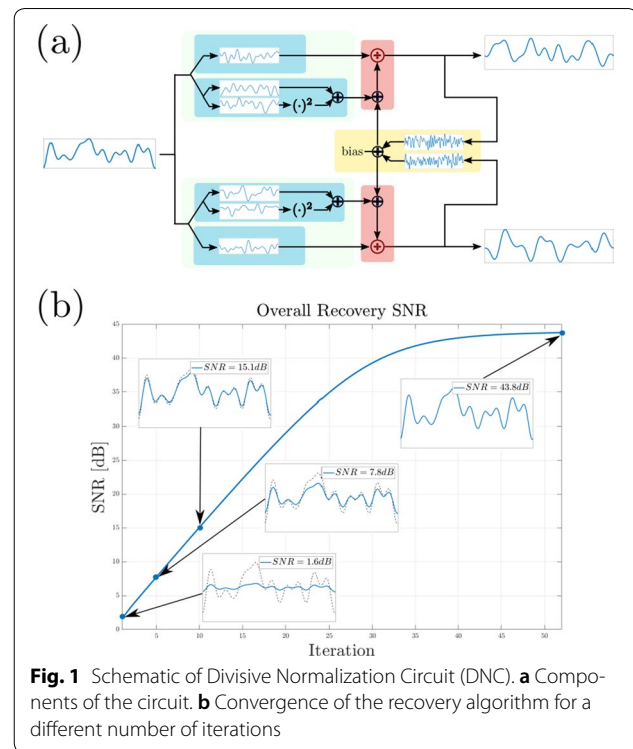 (a)
(·)²
bias
(·)²
(b)
Overall Recovery SNR
45
40
35
30
25
20
15
10
5
0
SNR [dB]
SNR = 15.1dB
SNR = 43.8dB
SNR = 7.8dB
SNR = 1.6dB
5 10 15 20 25 30 35 40 45 50
Iteration
Fig. 1 Schematic of Divisive Normalization Circuit (DNC). a Compo-
nents of the circuit. b Convergence of the recovery algorithm for a
different number of iterations